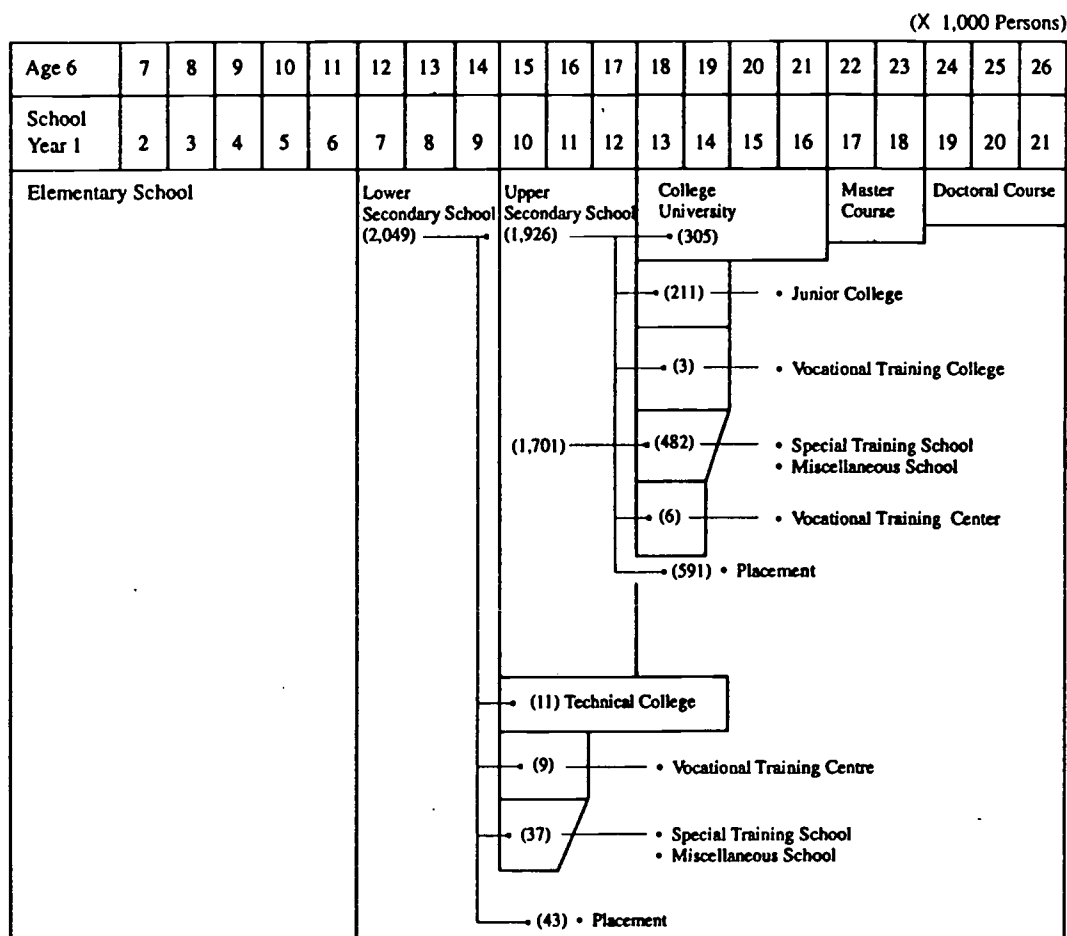 (X 1,000 Persons)
Age 6 7 8 9 10 11 12 13 14 15 16 17 18 19 20 21 22 23 24 25 26
School
Year 1 2 3 4 5 6 7 8 9 10 11 12 13 14 15 16 17 18 19 20 21
Elementary School
Lower
Secondary School
(2,049)
Upper
Secondary School
(1,926)
College
University
(305)
Master
Course
Doctoral Course
(211) • Junior College
(3) • Vocational Training College
(1,701) (482) • Special Training School
• Miscellaneous School
(6) • Vocational Training Center
(591) • Placement
(11) Technical College
(9) • Vocational Training Centre
(37) • Special Training School
• Miscellaneous School
(43) • Placement